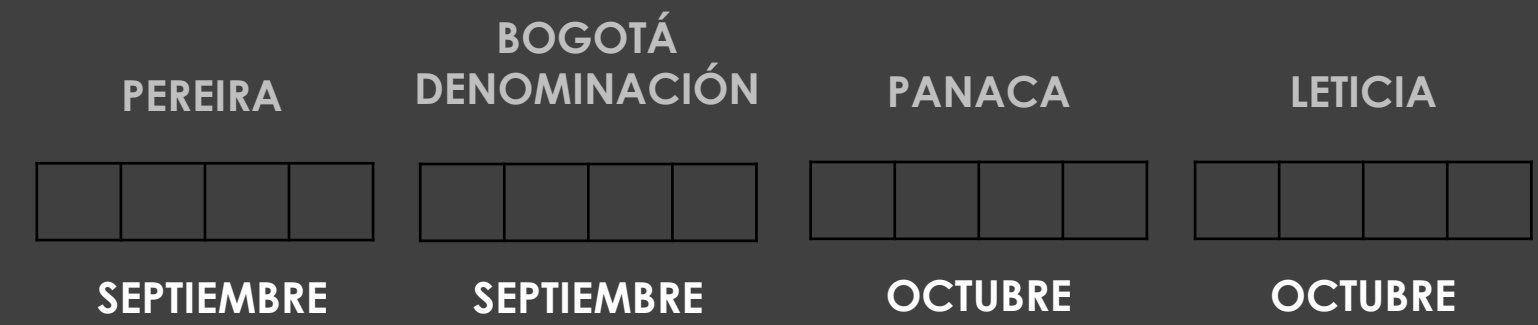 PEREIRA
BOGOTÁ
DENOMINACIÓN
PANACA
LETICIA
SEPTIEMBRE
SEPTIEMBRE
OCTUBRE
OCTUBRE